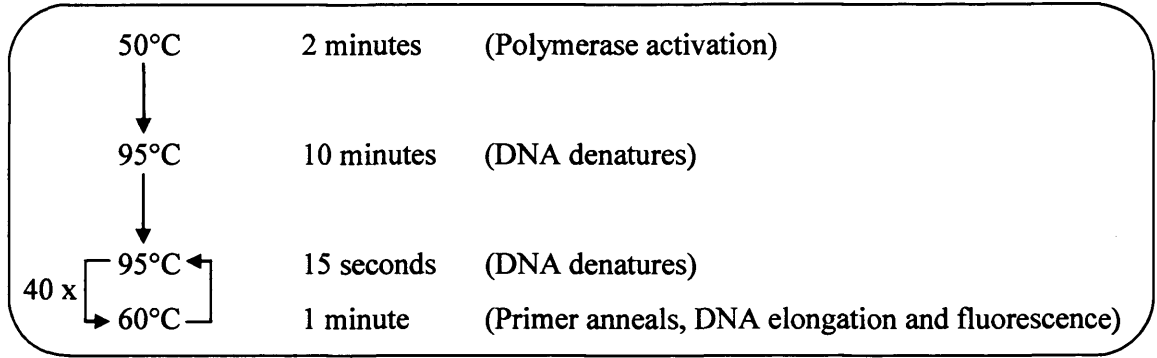 50°C 2 minutes (Polymerase activation)
95°C 10 minutes (DNA denatures)
95°C 15 seconds (DNA denatures)
40 x
60°C 1 minute (Primer anneals, DNA elongation and fluorescence)